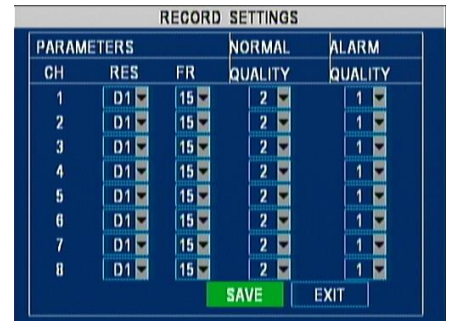 RECORD SETTINGS
PARAMETERS NORMAL ALARM
CH RES FR QUALITY QUALITY
1 D1 15 2 1
2 D1 15 2 1
3 D1 15 2 1
4 D1 15 2 1
5 D1 15 2 1
6 D1 15 2 1
7 D1 15 2 1
8 D1 15 2 1
SAVE EXIT